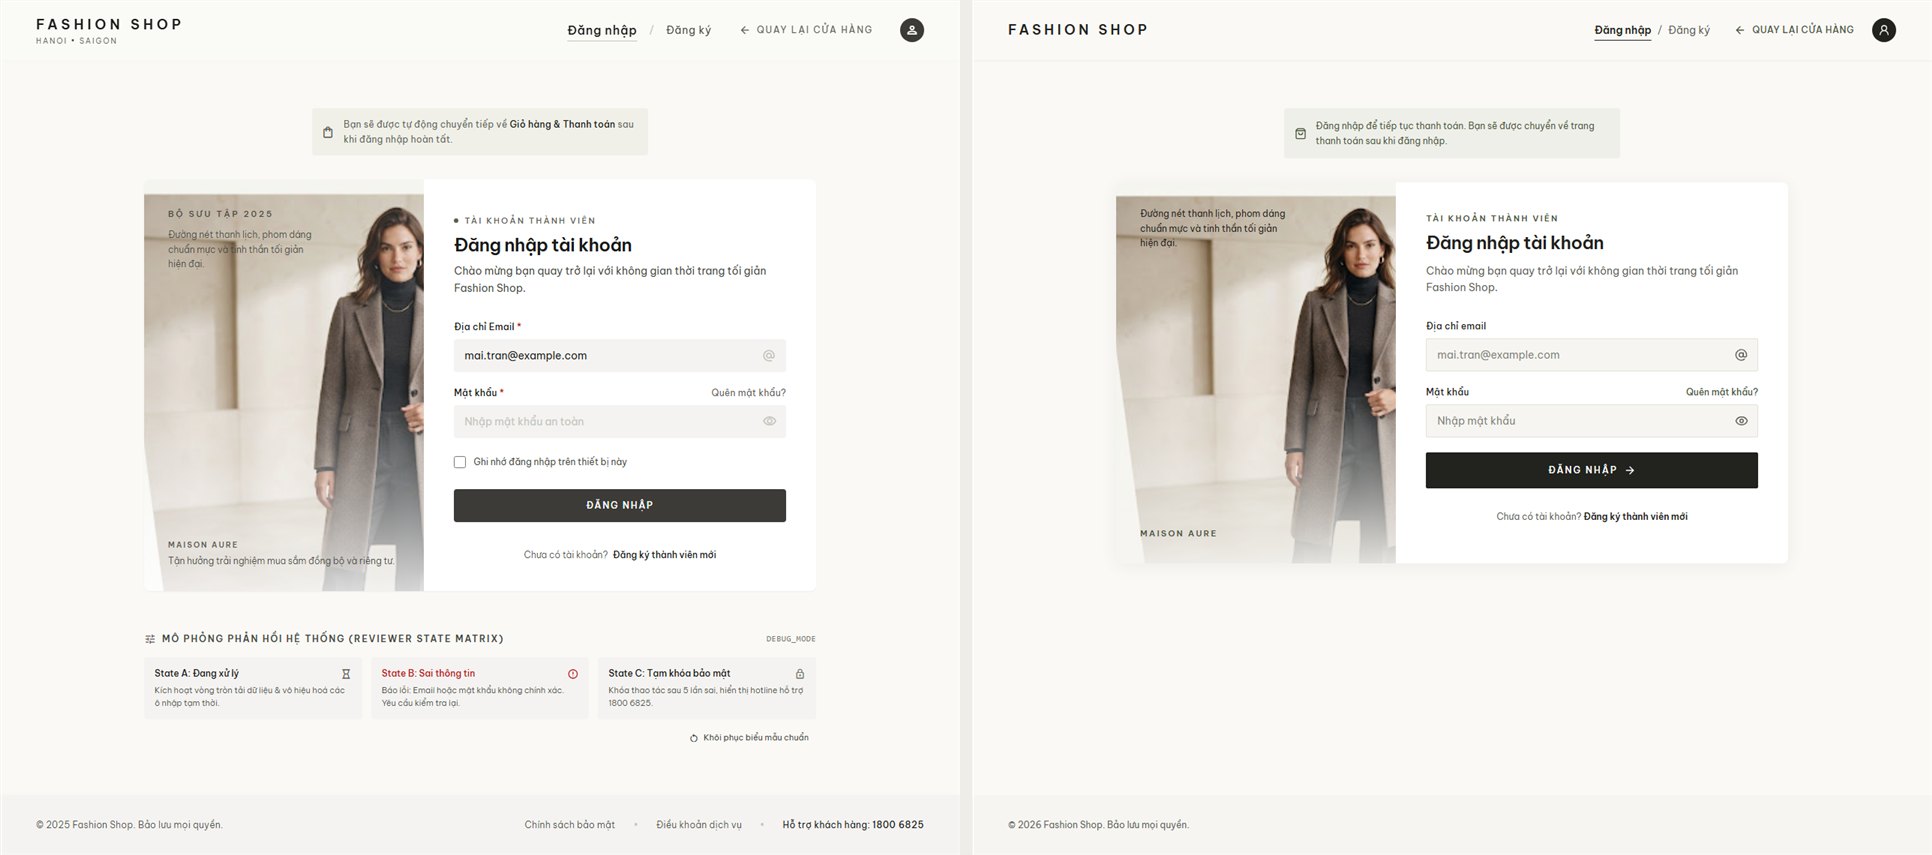 FASHION SHOP
HANOI • SAIGON
Đăng nhập / Đăng ký
← QUAY LẠI CỬA HÀNG
Bạn sẽ được tự động chuyển tiếp về Giỏ hàng & Thanh toán sau
khi đăng nhập hoàn tất.
BỘ SƯU TẬP 2025
Đường nét thanh lịch, phom dáng
chuẩn mực và tinh thần tối giản
hiện đại.
MAISON AURE
Tận hưởng trải nghiệm mua sắm đồng bộ và riêng tư.
• TÀI KHOẢN THÀNH VIÊN
Đăng nhập tài khoản
Chào mừng bạn quay trở lại với không gian thời trang tối giản
Fashion Shop.
Địa chỉ Email *
mai.tran@example.com
@
Mật khẩu *
Quên mật khẩu?
Nhập mật khẩu an toàn
Ghi nhớ đăng nhập trên thiết bị này
ĐĂNG NHẬP
Chưa có tài khoản? Đăng ký thành viên mới
MÔ PHỎNG PHẢN HỒI HỆ THỐNG (REVIEWER STATE MATRIX)
DEBUG_MODE
State A: Đang xử lý
Kích hoạt vòng tròn tải dữ liệu & vô hiệu hoá các
ô nhập tạm thời.
State B: Sai thông tin
Báo lỗi: Email hoặc mật khẩu không chính xác.
Yêu cầu kiểm tra lại.
State C: Tạm khóa bảo mật
Khóa thao tác sau 5 lần sai, hiển thị hotline hỗ trợ
1800 6825.
Khôi phục biểu mẫu chuẩn
© 2025 Fashion Shop. Bảo lưu mọi quyền.
Chính sách bảo mật • Điều khoản dịch vụ • Hỗ trợ khách hàng: 1800 6825
FASHION SHOP
Đăng nhập / Đăng ký
← QUAY LẠI CỬA HÀNG
Đăng nhập để tiếp tục thanh toán. Bạn sẽ được chuyển về trang
thanh toán sau khi đăng nhập.
Đường nét thanh lịch, phom dáng
chuẩn mực và tinh thần tối giản
hiện đại.
MAISON AURE
TÀI KHOẢN THÀNH VIÊN
Đăng nhập tài khoản
Chào mừng bạn quay trở lại với không gian thời trang tối giản
Fashion Shop.
Địa chỉ email
mai.tran@example.com
@
Mật khẩu
Quên mật khẩu?
Nhập mật khẩu
ĐĂNG NHẬP →
Chưa có tài khoản? Đăng ký thành viên mới
© 2026 Fashion Shop. Bảo lưu mọi quyền.